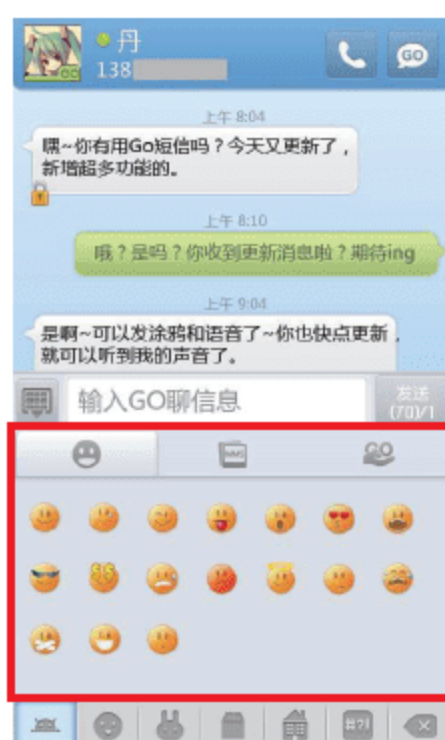 丹
138
GO
上午 8:04
嘿~你有用Go短信吗？今天又更新了，
新增超多功能的。
上午 8:10
哦？是吗？你收到更新消息啦？期待ing
上午 9:04
是啊~可以发涂鸦和语音了~你也快点更新，
就可以听到我的声音了。
输入GO聊信息
发送
(70)/1
MMS
GO
#?!